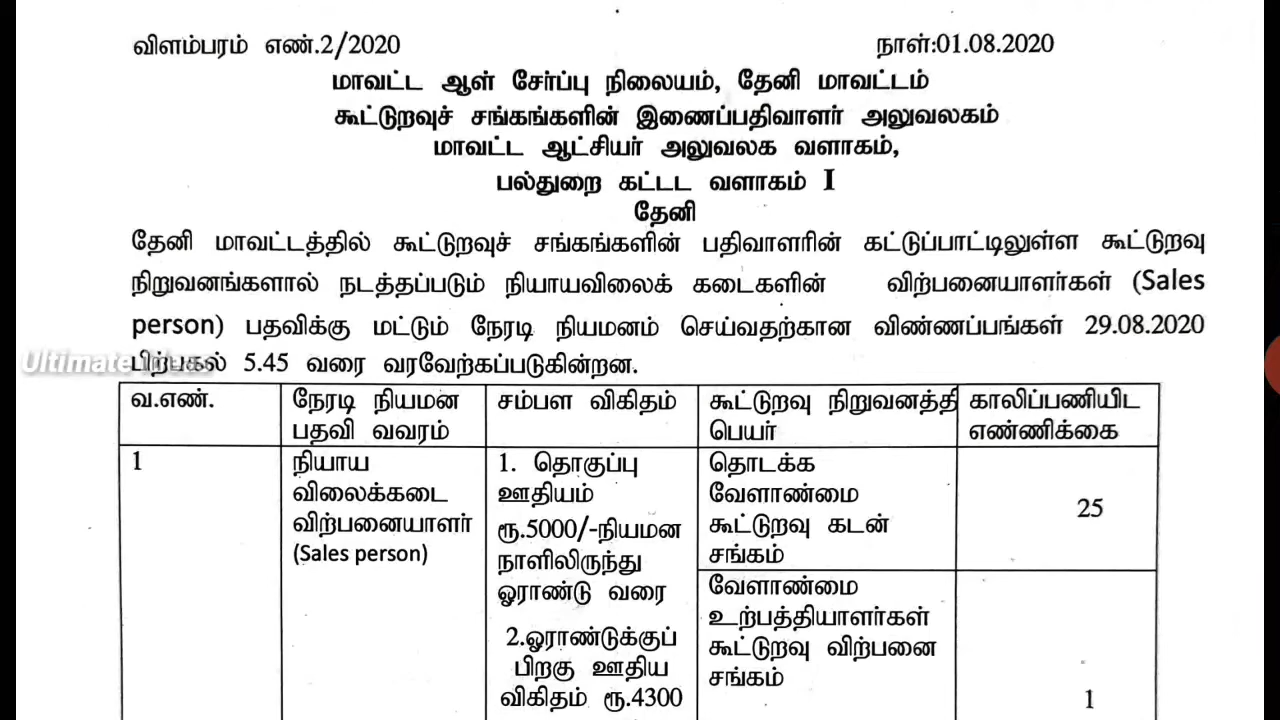 விளம்பரம் எண்.2/2020 நாள்:01.08.2020
மாவட்ட ஆள் சேர்ப்பு நிலையம், தேனி மாவட்டம்
கூட்டுறவுச் சங்கங்களின் இணைப்பதிவாளர் அலுவலகம்
மாவட்ட ஆட்சியர் அலுவலக வளாகம்,
பல்துறை கட்டட வளாகம் I
தேனி
தேனி மாவட்டத்தில் கூட்டுறவுச் சங்கங்களின் பதிவாளரின் கட்டுப்பாட்டிலுள்ள கூட்டுறவு
நிறுவனங்களால் நடத்தப்படும் நியாயவிலைக் கடைகளின் விற்பனையாளர்கள் (Sales
person) பதவிக்கு மட்டும் நேரடி நியமனம் செய்வதற்கான விண்ணப்பங்கள் 29.08.2020
பிற்பகல் 5.45 வரை வரவேற்கப்படுகின்றன.
Ultimate
வ.எண்.
நேரடி நியமன
பதவி வவரம்
சம்பள விகிதம்
கூட்டுறவு நிறுவனத்தி
பெயர்
காலிப்பணியிட
எண்ணிக்கை
1
நியாய
விலைக்கடை
விற்பனையாளர்
(Sales person)
1. தொகுப்பு
ஊதியம்
ரூ.5000/-நியமன
நாளிலிருந்து
ஓராண்டு வரை
2.ஓராண்டுக்குப்
பிறகு ஊதிய
விகிதம் ரூ.4300
தொடக்க
வேளாண்மை
கூட்டுறவு கடன்
சங்கம்
25
வேளாண்மை
உற்பத்தியாளர்கள்
கூட்டுறவு விற்பனை
சங்கம்
1